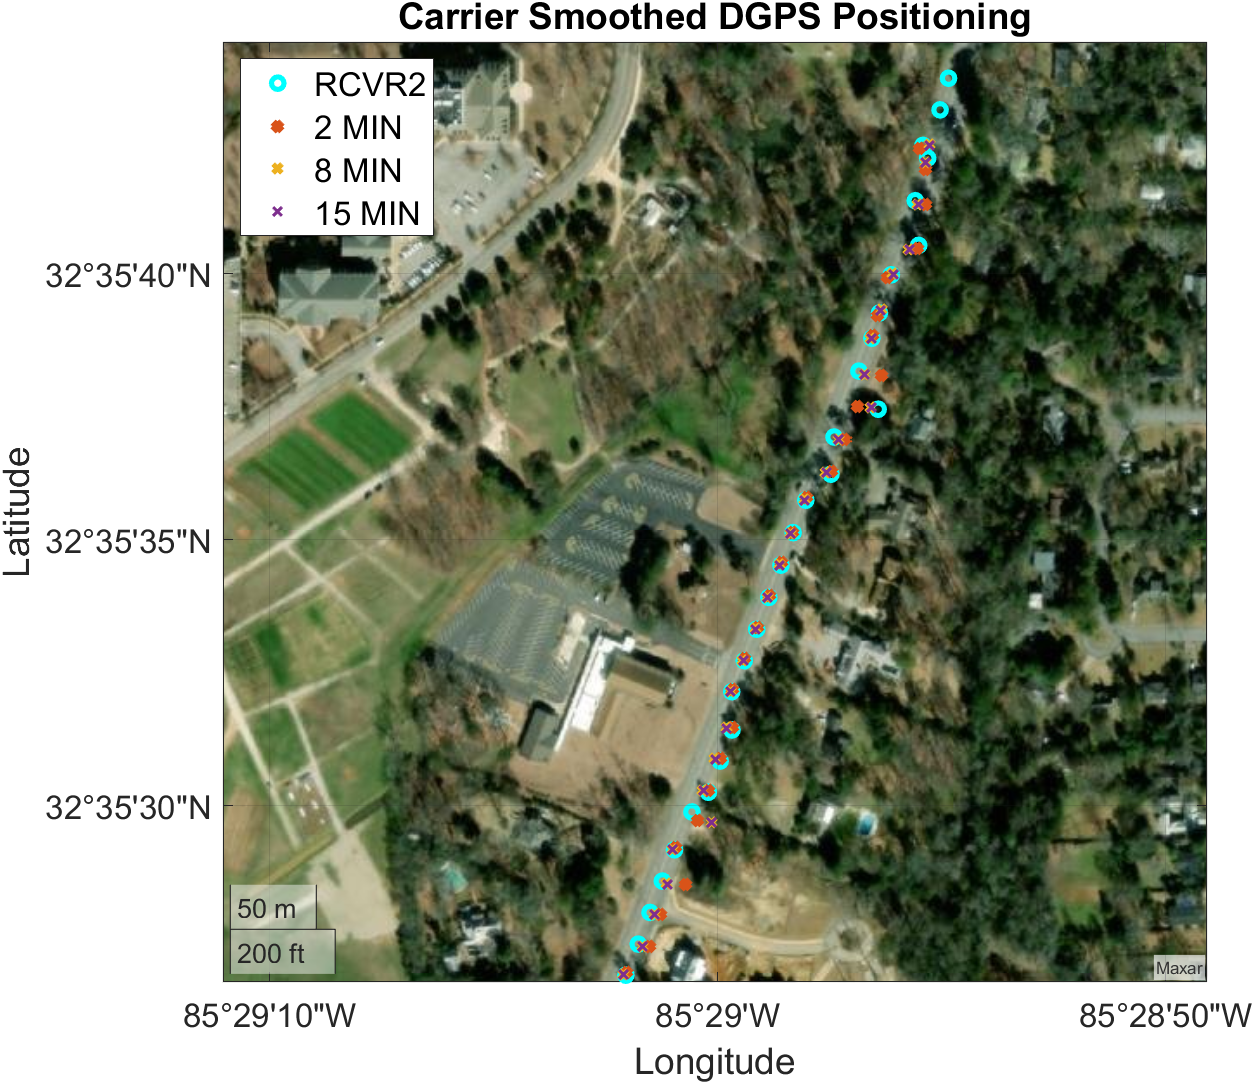 Carrier Smoothed DGPS Positioning
RCVR2
2 MIN
8 MIN
15 MIN
32°35'40"N
32°35'35"N
32°35'30"N
Latitude
50 m
200 ft
Maxar
85°29'10"W
85°29'W
85°28'50"W
Longitude